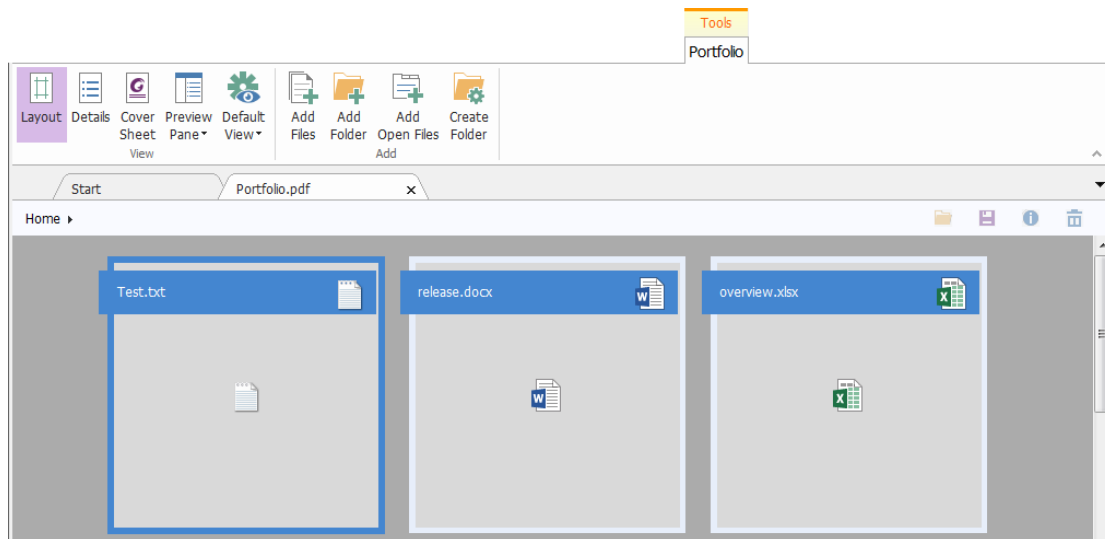 Tools
Portfolio
Layout Details Cover Sheet Preview Pane Default View Add Files Add Folder Add Open Files Create Folder
View Add
Start Portfolio.pdf x
Home
Test.txt release.docx overview.xlsx